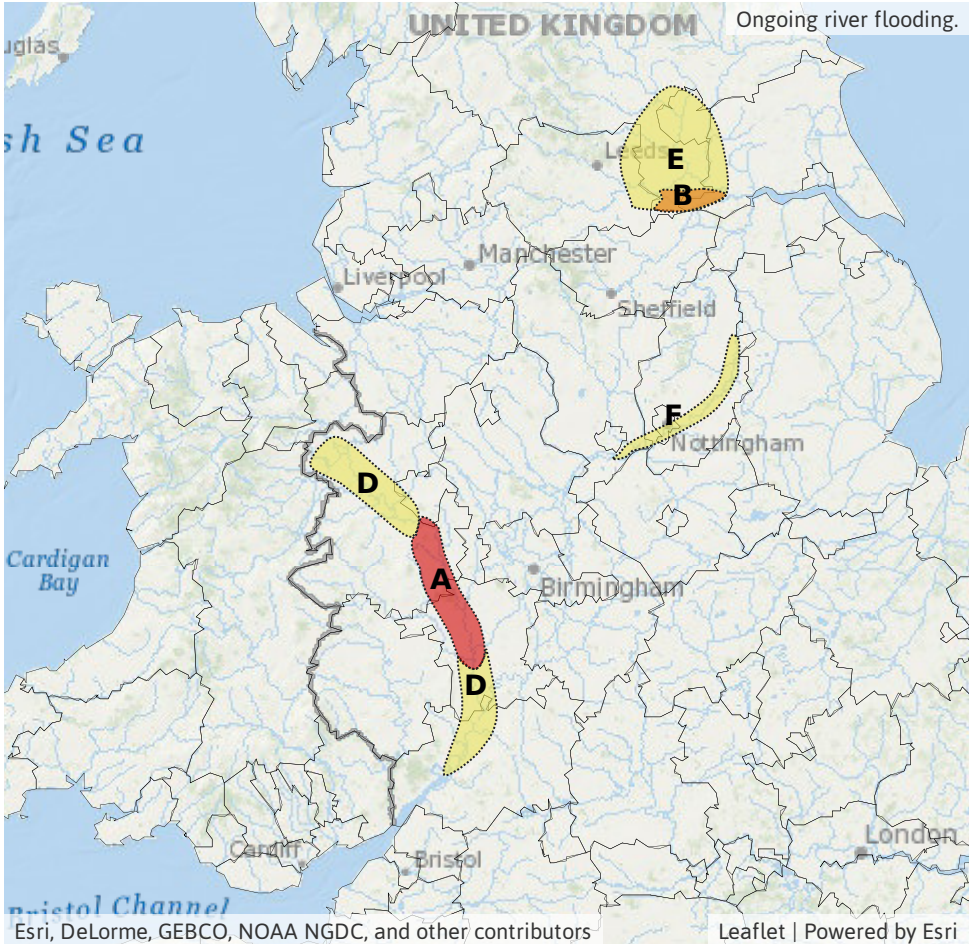 UNITED KINGDOM
Ongoing river flooding.
uglas
sh Sea
Leeds
E
B
Manchester
Liverpool
Sheffield
F
Nottingham
D
Cardigan
Bay
A
Birmingham
D
London
Cardiff
Bristol
Bristol Channel
Esri, DeLorme, GEBCO, NOAA NGDC, and other contributors
Leaflet | Powered by Esri